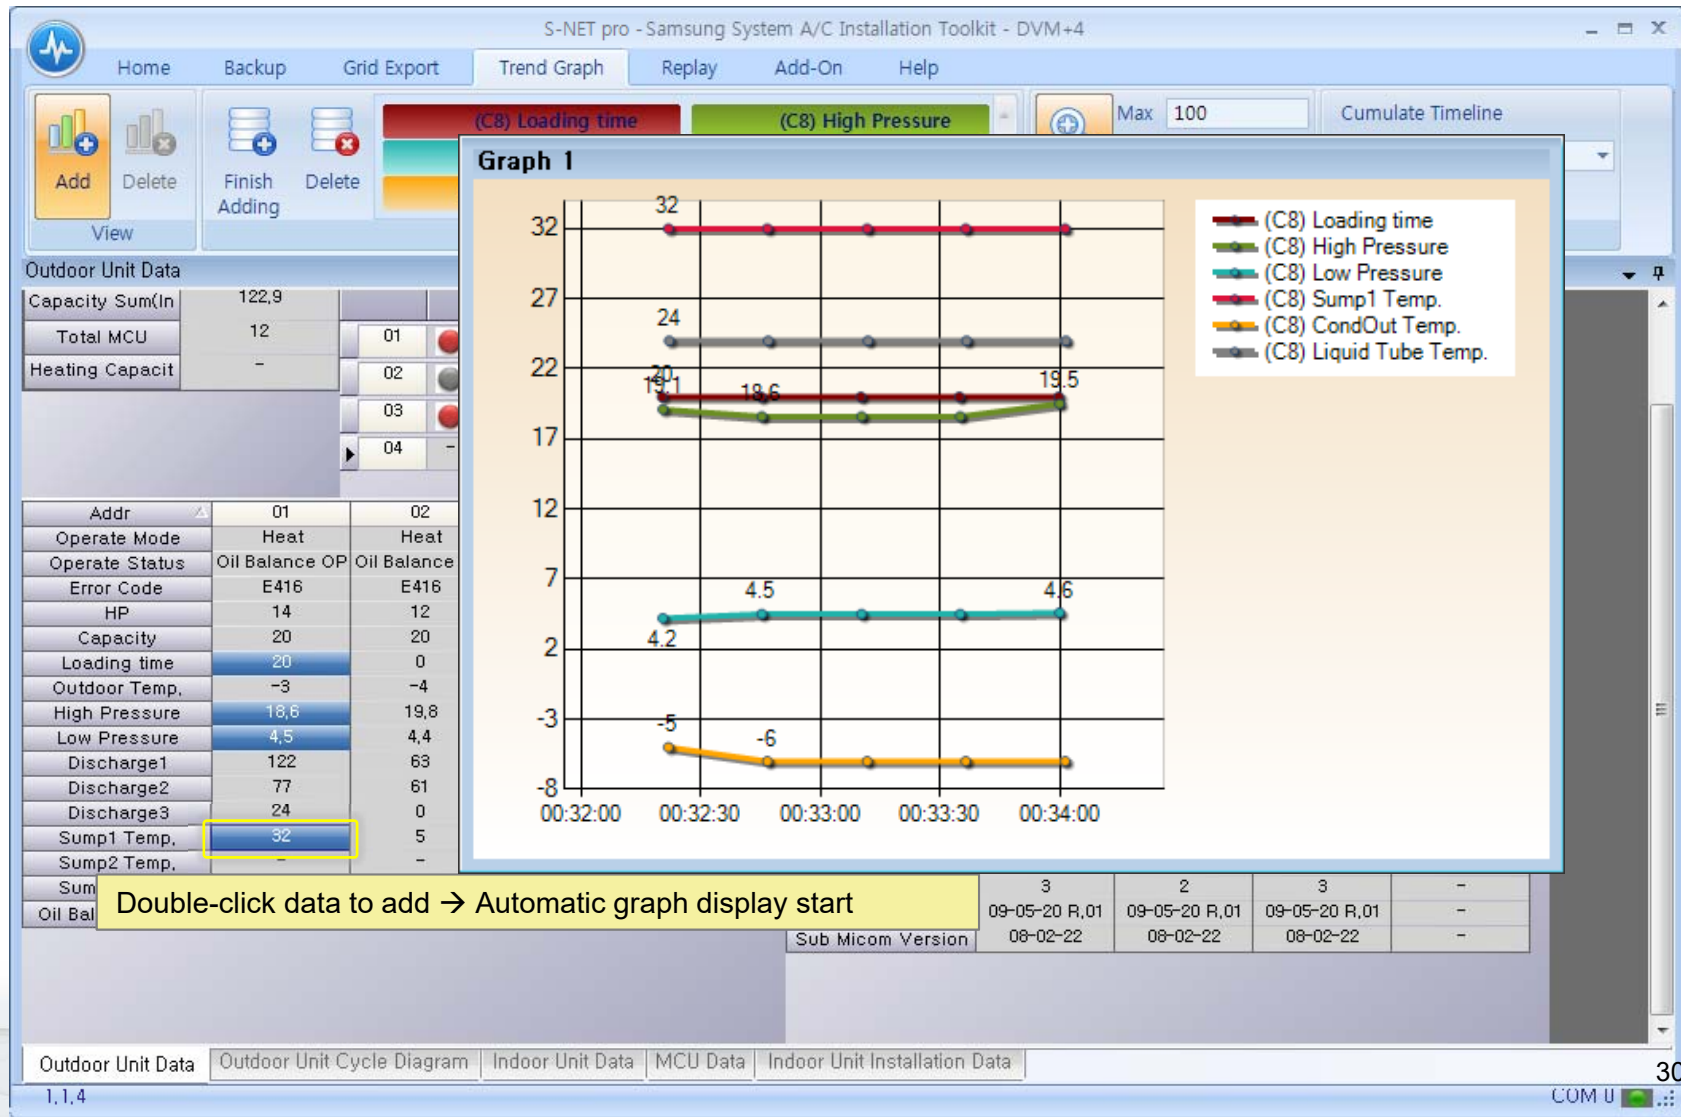 S-NET pro - Samsung System A/C Installation Toolkit - DVM+4
Home Backup Grid Export Trend Graph Replay Add-On Help
(C8) Loading time (C8) High Pressure
Max 100
Cumulate Timeline
Add Delete
Finish Adding Delete
View
Graph 1
32
27
22
17
12
7
2
-3
-8
32
24
20
19.1
18.6
19.5
4.5
4.6
4.2
-5
-6
00:32:00 00:32:30 00:33:00 00:33:30 00:34:00
(C8) Loading time
(C8) High Pressure
(C8) Low Pressure
(C8) Sump1 Temp.
(C8) CondOut Temp.
(C8) Liquid Tube Temp.
Outdoor Unit Data
Capacity Sum(In 122,9
Total MCU 12
Heating Capacit -
01
02
03
04 -
Addr 01 02
Operate Mode Heat Heat
Operate Status Oil Balance OP Oil Balance
Error Code E416 E416
HP 14 12
Capacity 20 20
Loading time 20 0
Outdoor Temp, -3 -4
High Pressure 18,6 19,8
Low Pressure 4,5 4,4
Discharge1 122 63
Discharge2 77 61
Discharge3 24 0
Sump1 Temp, 32 5
Sump2 Temp, - -
Sum
Oil Bal
Double-click data to add → Automatic graph display start
3 2 3 -
09-05-20 R,01 09-05-20 R,01 09-05-20 R,01 -
Sub Micom Version 08-02-22 08-02-22 08-02-22 -
Outdoor Unit Data Outdoor Unit Cycle Diagram Indoor Unit Data MCU Data Indoor Unit Installation Data
30
1,1,4
COM 0